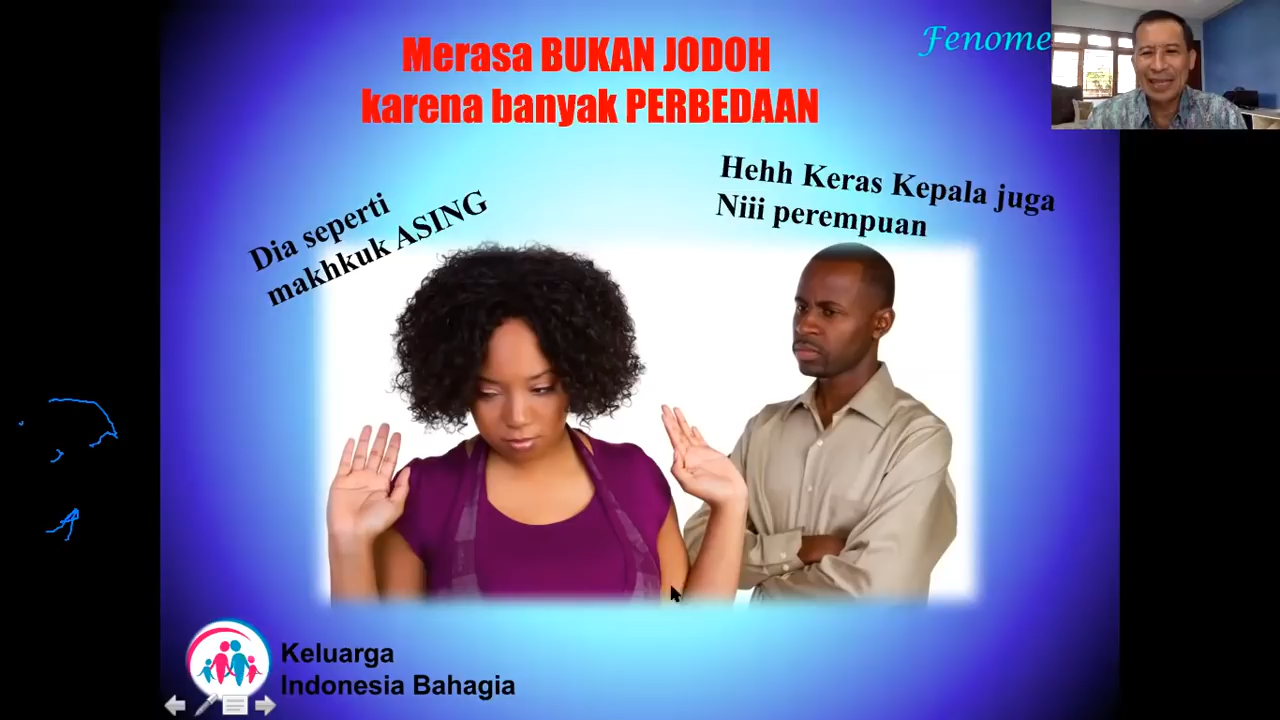 Fenome
Merasa BUKAN JODOH
karena banyak PERBEDAAN
Dia seperti
makhkuk ASING
Hehh Keras Kepala juga
Niii perempuan
Keluarga
Indonesia Bahagia